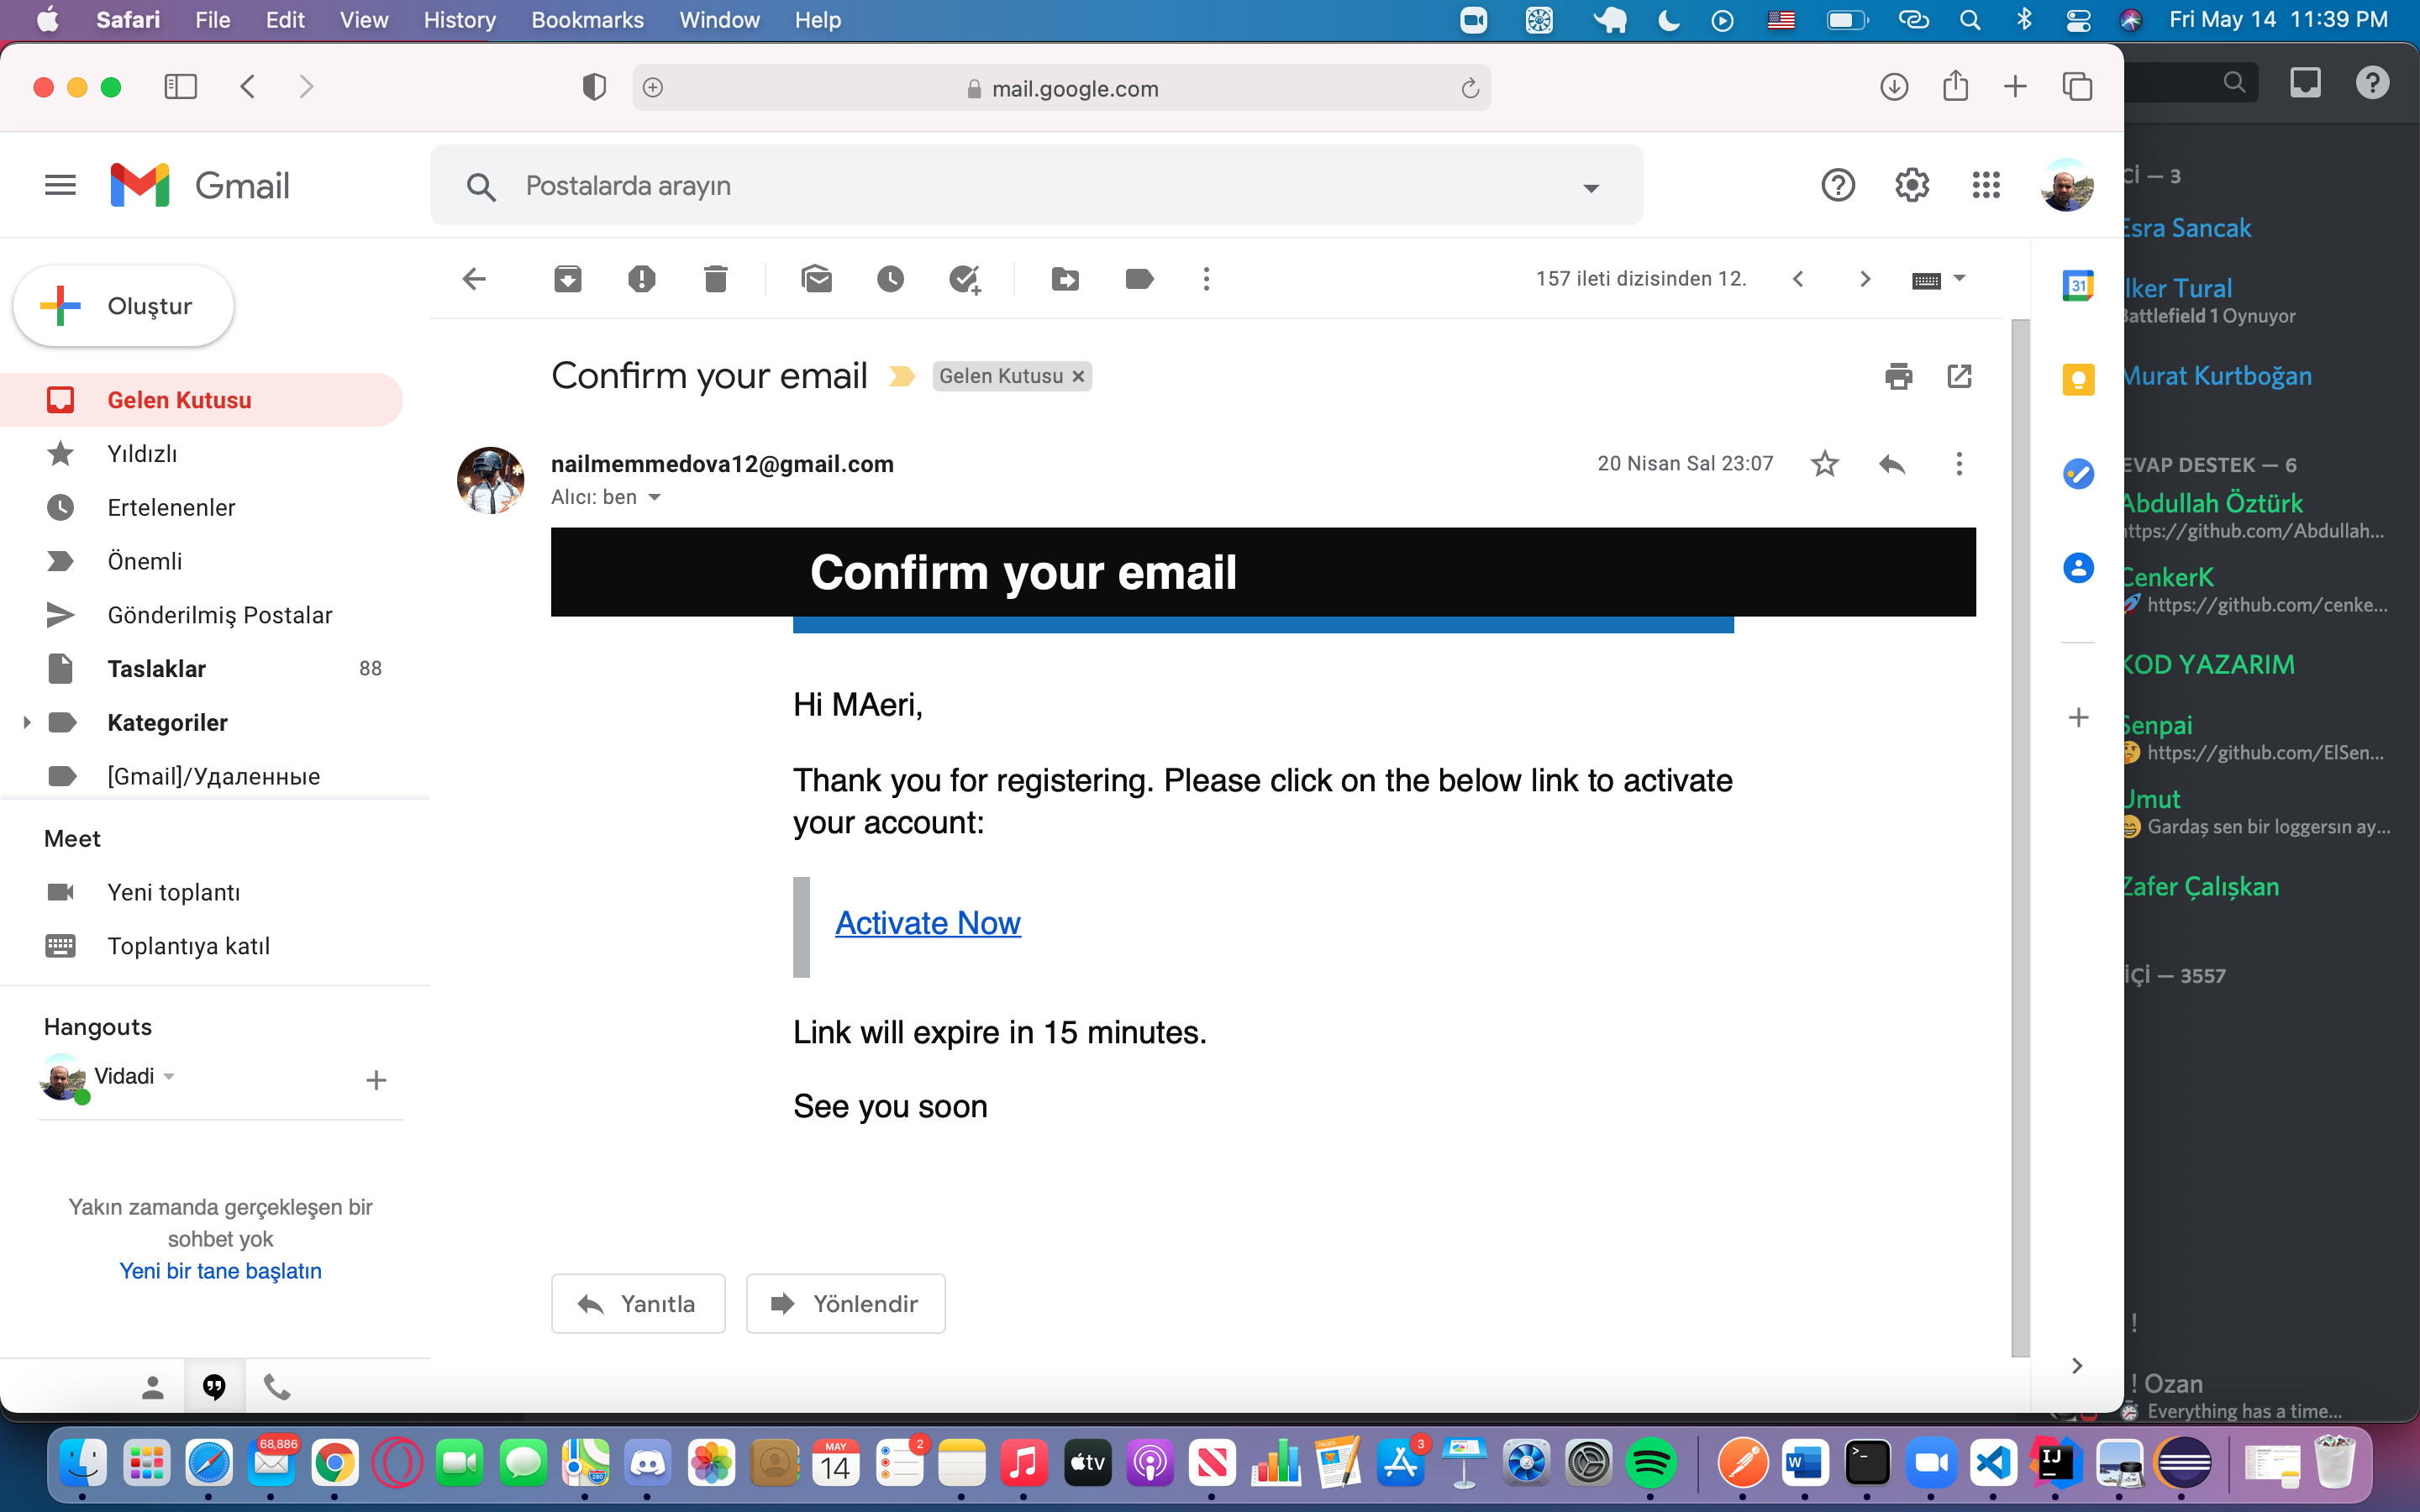 Safari File Edit View History Bookmarks Window Help
Fri May 14 11:39 PM
mail.google.com
Gmail
Postalarda arayın
Oluştur
157 ileti dizisinden 12.
31
Gelen Kutusu
Yıldızlı
Ertelenenler
Önemli
Gönderilmiş Postalar
Taslaklar 88
Kategoriler
[Gmail]/Удаленные
Meet
Yeni toplantı
Toplantıya katıl
Hangouts
Vidadi
Yakın zamanda gerçekleşen bir
sohbet yok
Yeni bir tane başlatın
Confirm your email
Gelen Kutusu ×
nailmemmedova12@gmail.com
20 Nisan Sal 23:07
Alıcı: ben
Confirm your email
Hi MAeri,
Thank you for registering. Please click on the below link to activate
your account:
Activate Now
Link will expire in 15 minutes.
See you soon
Yanıtla
Yönlendir
— 3
Esra Sancak
İlker Tural
Battlefield 1 Oynuyor
Murat Kurtboğan
CEVAP DESTEK — 6
Abdullah Öztürk
https://github.com/Abdullah...
CenkerK
https://github.com/cenke...
KOD YAZARIM
Senpai
https://github.com/ElSen...
Umut
Gardaş sen bir loggersın ay...
Zafer Çalışkan
— 3557
!
! Ozan
Everything has a time...
68,886
MAY
14
2
tv
PAGES
3
W
IJ
280